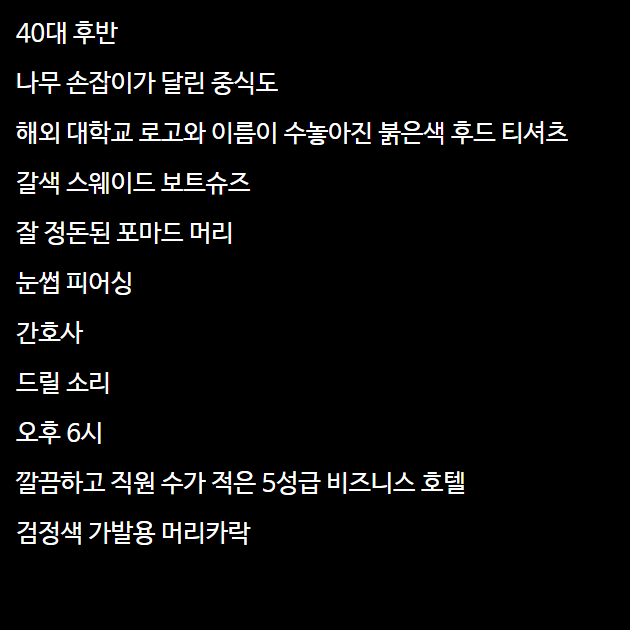 40대 후반
나무 손잡이가 달린 중식도
해외 대학교 로고와 이름이 수놓아진 붉은색 후드 티셔츠
갈색 스웨이드 보트슈즈
잘 정돈된 포마드 머리
눈썹 피어싱
간호사
드릴 소리
오후 6시
깔끔하고 직원 수가 적은 5성급 비즈니스 호텔
검정색 가발용 머리카락